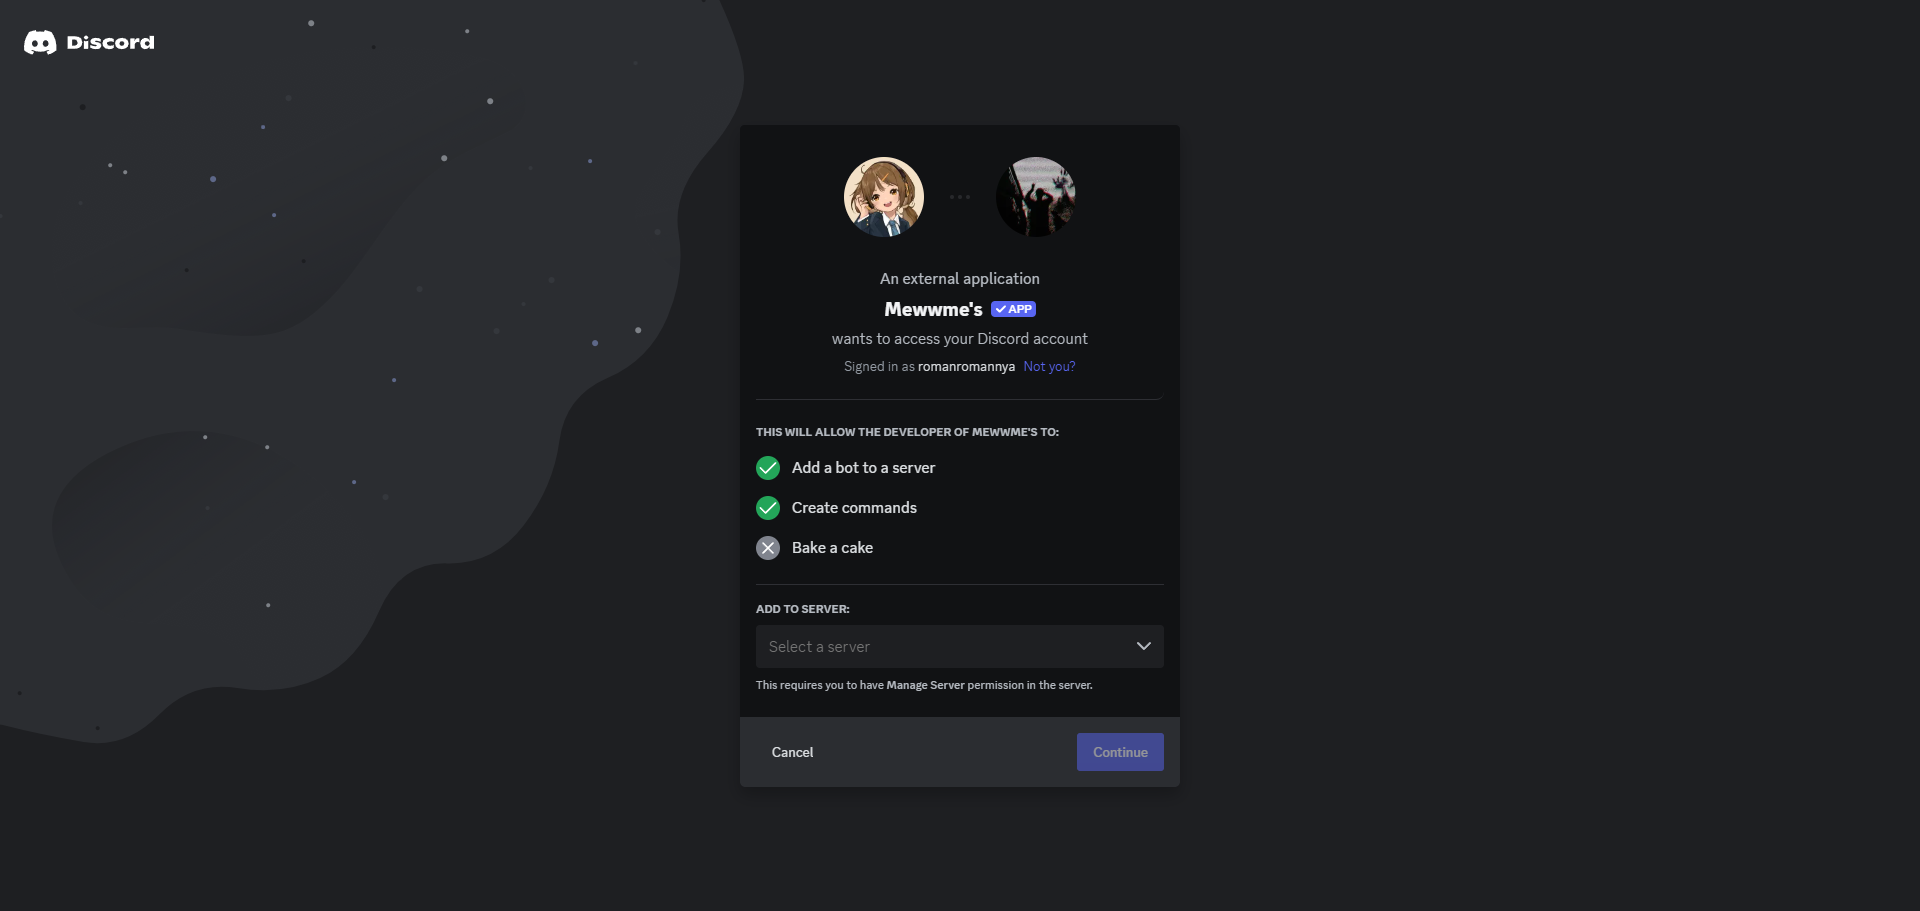 Discord
An external application
Mewwme's APP
wants to access your Discord account
Signed in as romanromannya Not you?
THIS WILL ALLOW THE DEVELOPER OF MEWWME'S TO:
Add a bot to a server
Create commands
Bake a cake
ADD TO SERVER:
Select a server
This requires you to have Manage Server permission in the server.
Cancel
Continue